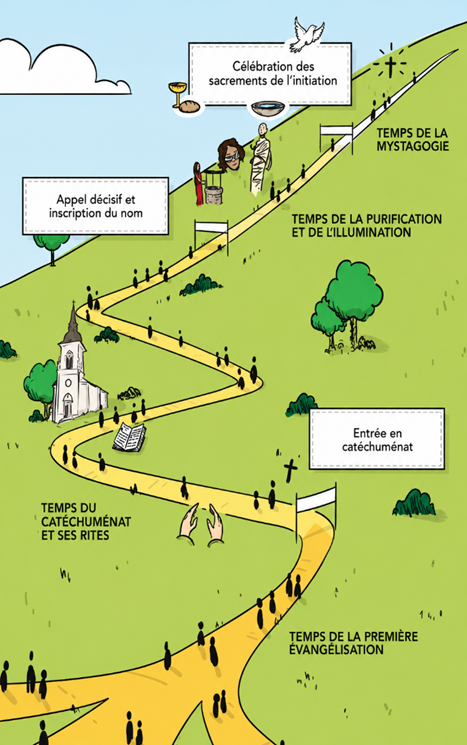 Célébration des
sacrements de l'initiation
TEMPS DE LA
MYSTAGOGIE
Appel décisif et
inscription du nom
TEMPS DE LA PURIFICATION
ET DE L'ILLUMINATION
Entrée en
catéchuménat
TEMPS DU
CATÉCHUMÉNAT
ET SES RITES
TEMPS DE LA PREMIÈRE
ÉVANGÉLISATION